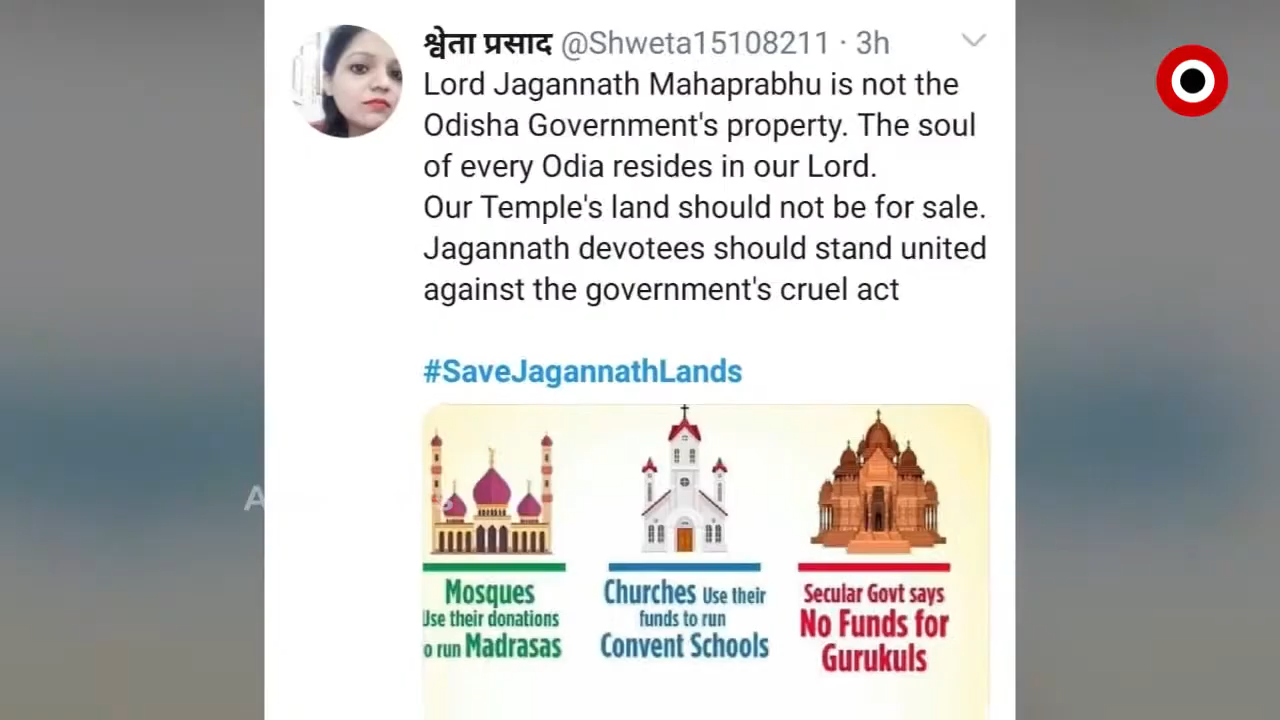 श्वेता प्रसाद @Shweta15108211 · 3h
Lord Jagannath Mahaprabhu is not the
Odisha Government's property. The soul
of every Odia resides in our Lord.
Our Temple's land should not be for sale.
Jagannath devotees should stand united
against the government's cruel act
#SaveJagannathLands
Mosques
Use their donations
to run Madrasas
Churches Use their
funds to run
Convent Schools
Secular Govt says
No Funds for
Gurukuls